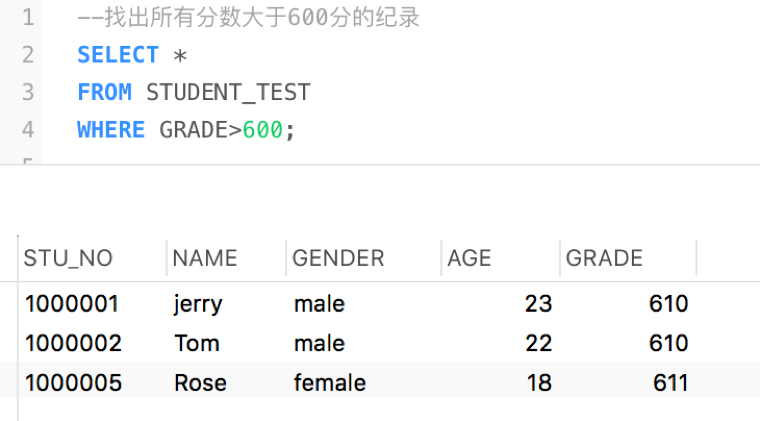 1 --找出所有分数大于600分的纪录
2 SELECT *
3 FROM STUDENT_TEST
4 WHERE GRADE>600;
5
STU_NO NAME GENDER AGE GRADE
1000001 jerry male 23 610
1000002 Tom male 22 610
1000005 Rose female 18 611